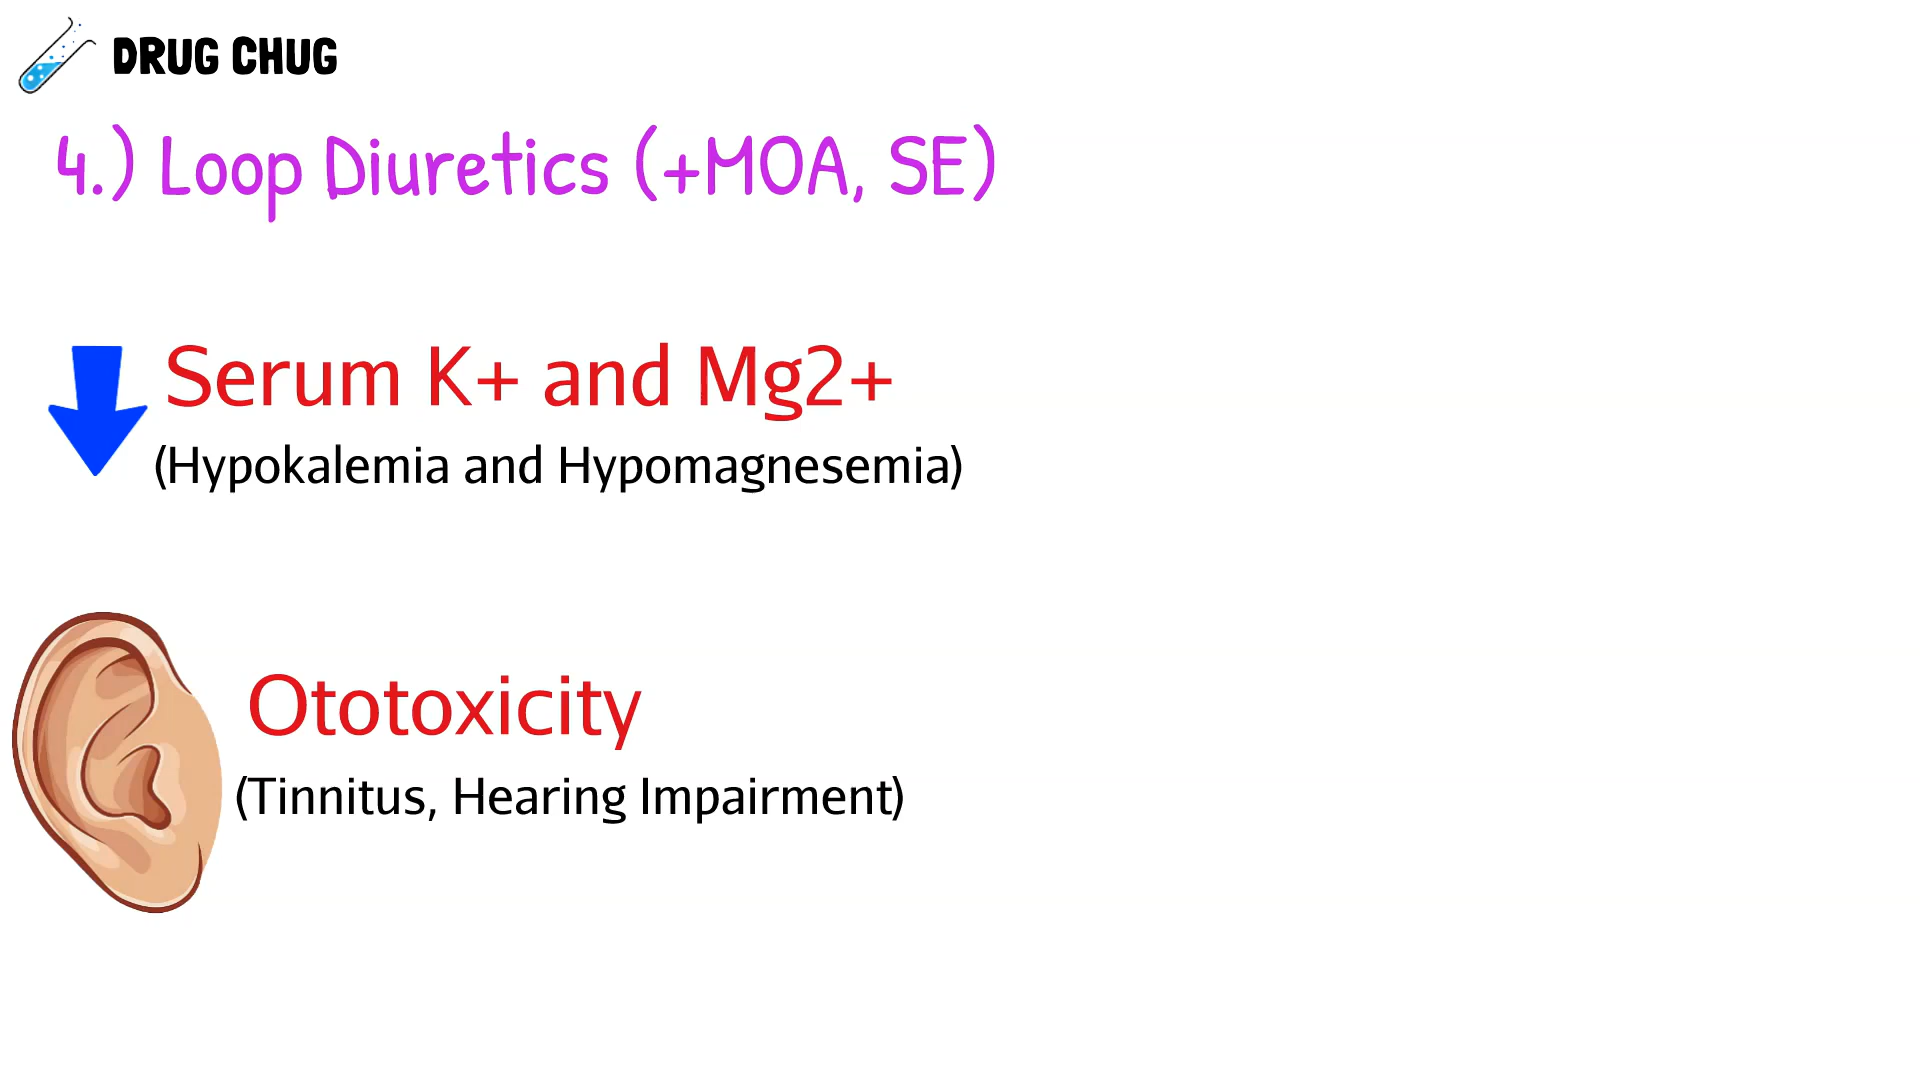 DRUG CHUG
4.) Loop Diuretics (+MOA, SE)
Serum K+ and Mg2+
(Hypokalemia and Hypomagnesemia)
Ototoxicity
(Tinnitus, Hearing Impairment)